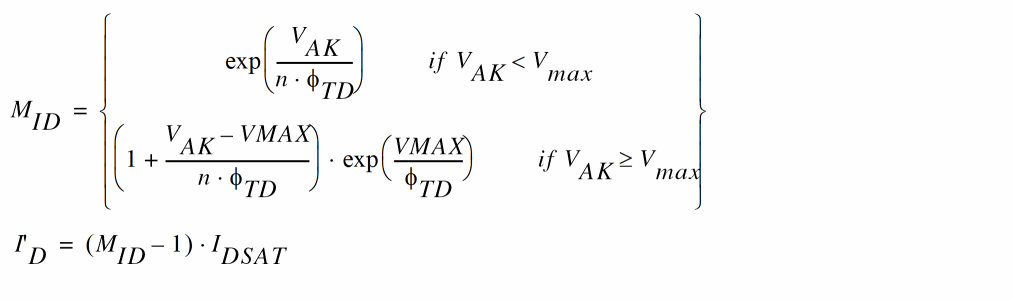 M_ID = { exp(V_AK / (n · ϕ_TD)) if V_AK < V_max
(1 + (V_AK – VMAX) / (n · ϕ_TD)) · exp(VMAX / ϕ_TD) if V_AK ≥ V_max }
I'_D = (M_ID – 1) · I_DSAT